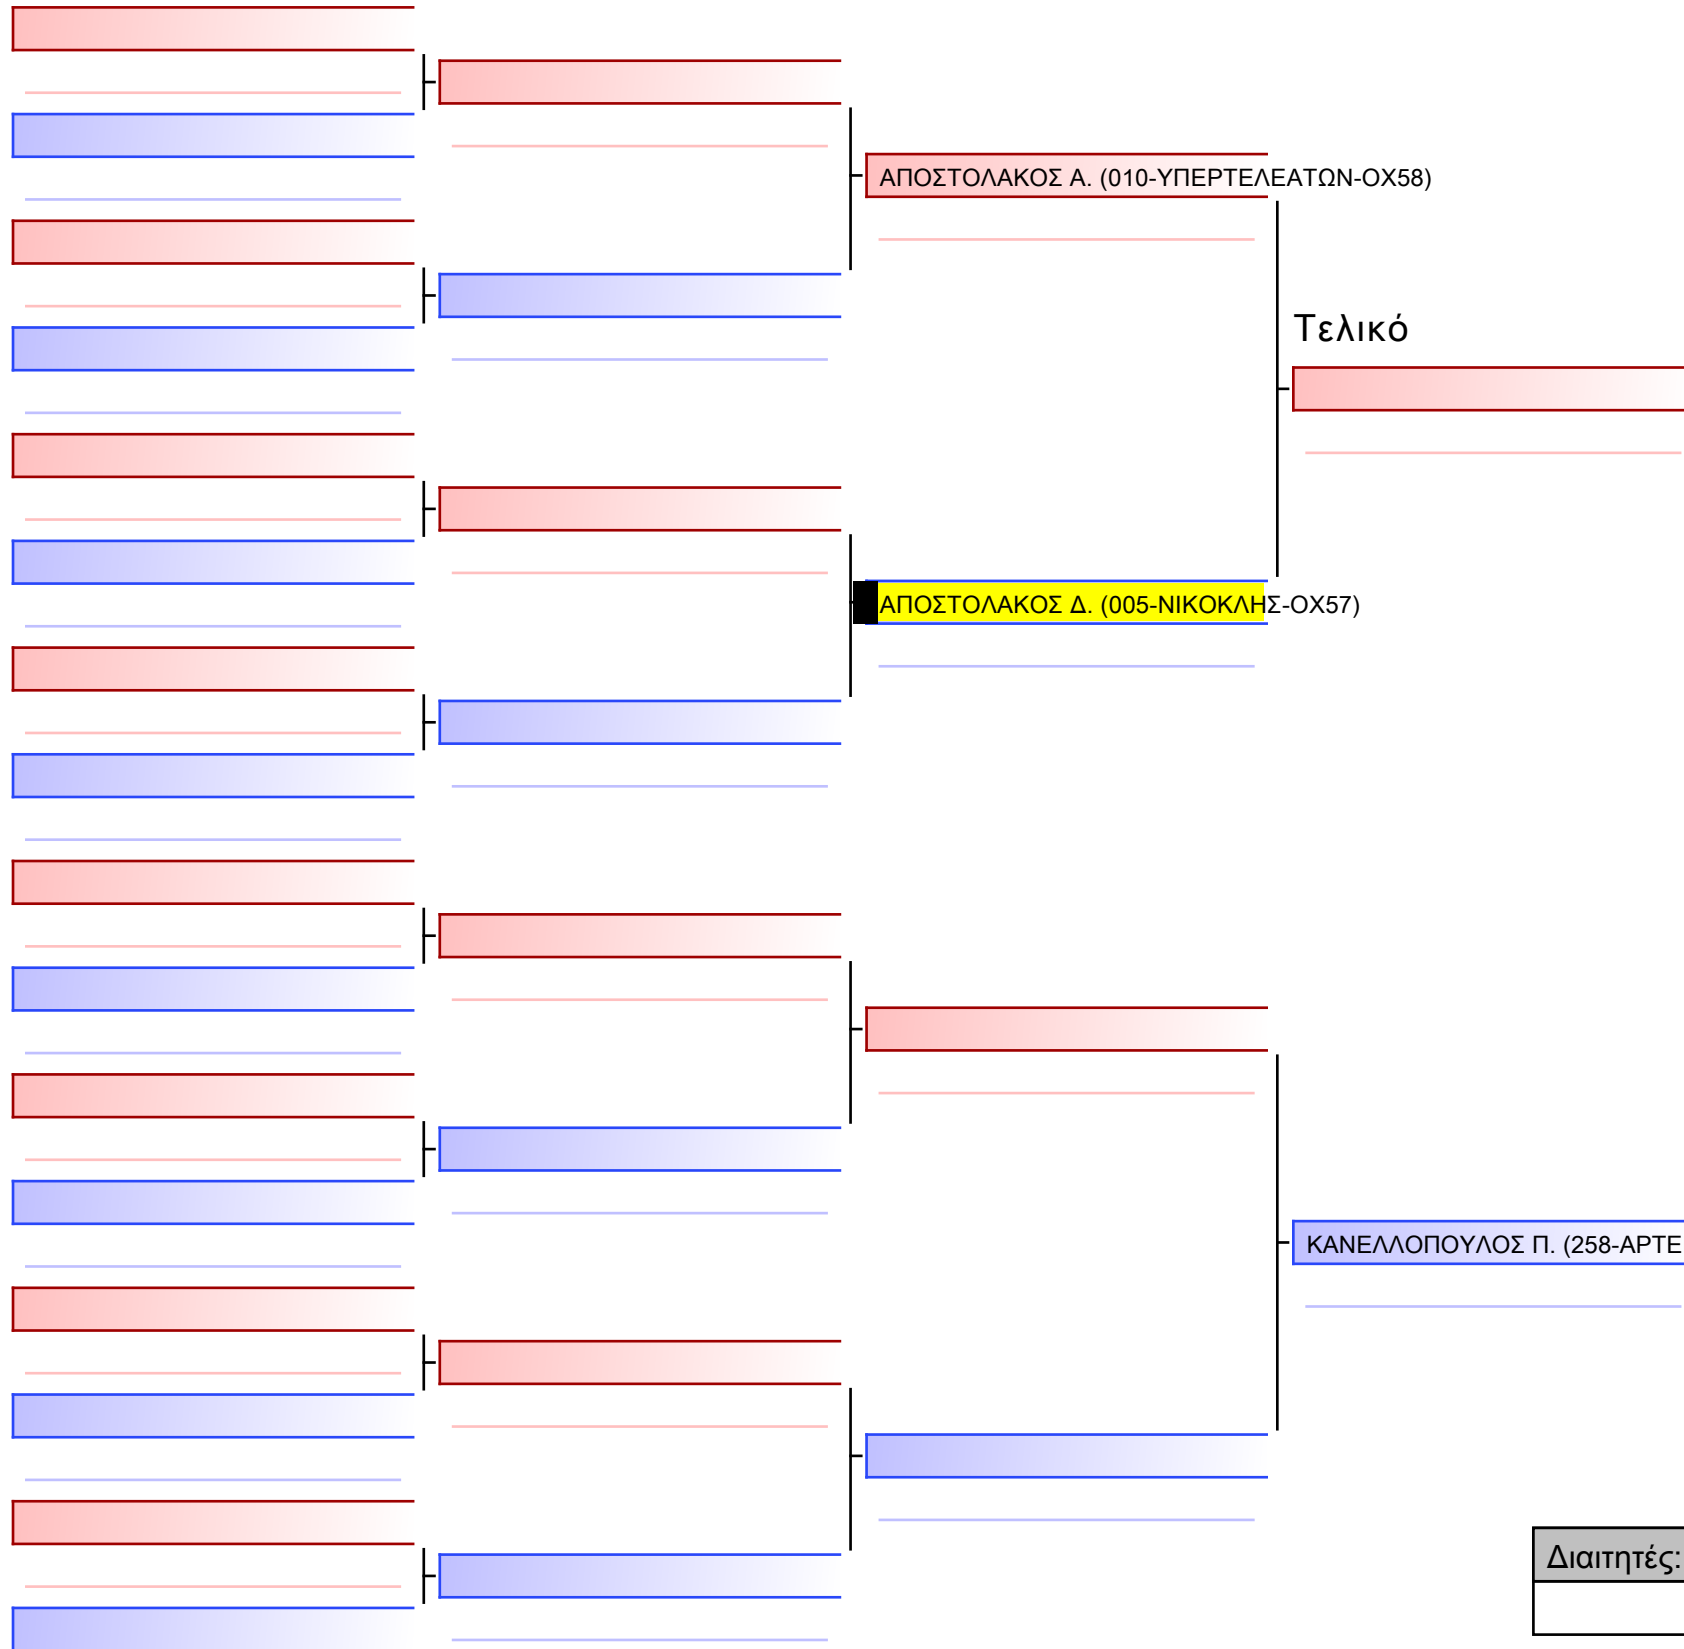 ΑΠΟΣΤΟΛΑΚΟΣ Α. (010-ΥΠΕΡΤΕΛΕΑΤΩΝ-ΟΧ58)
Τελικό
ΑΠΟΣΤΟΛΑΚΟΣ Δ. (005-ΝΙΚΟΚΛΗΣ-ΟΧ57)
ΚΑΝΕΛΛΟΠΟΥΛΟΣ Π. (258-ΑΡΤΕ
Διαιτητές: